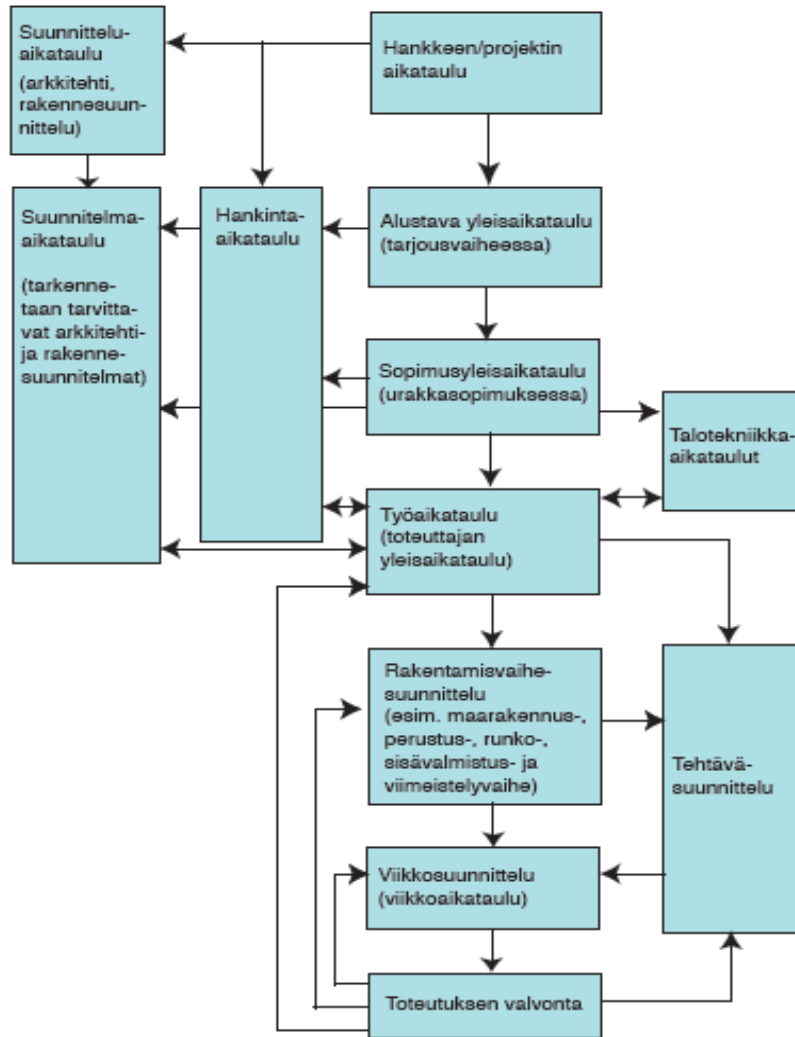 Suunnittelu-
aikataulu
(arkkitehti,
rakennesuun-
nittelu)
Hankkeen/projektin
aikataulu
Suunnitelma-
aikataulu
(tarkenne-
taan tarvitta-
vat arkkitehti-
ja rakenne-
suunnitelmat)
Hankinta-
aikataulu
Alustava yleisaikataulu
(tarjousvaiheessa)
Sopimusyleisaikataulu
(urakkasopimuksessa)
Talotekniikka-
aikataulut
Työaikataulu
(toteuttajan
yleisaikataulu)
Rakentamisvaihe-
suunnittelu
(esim. maarakennus-,
perustus-, runko-,
sisävalmistus- ja
viimeistelyvaihe)
Tehtävä-
suunnittelu
Viikkosuunnittelu
(viikkoaikataulu)
Toteutuksen valvonta